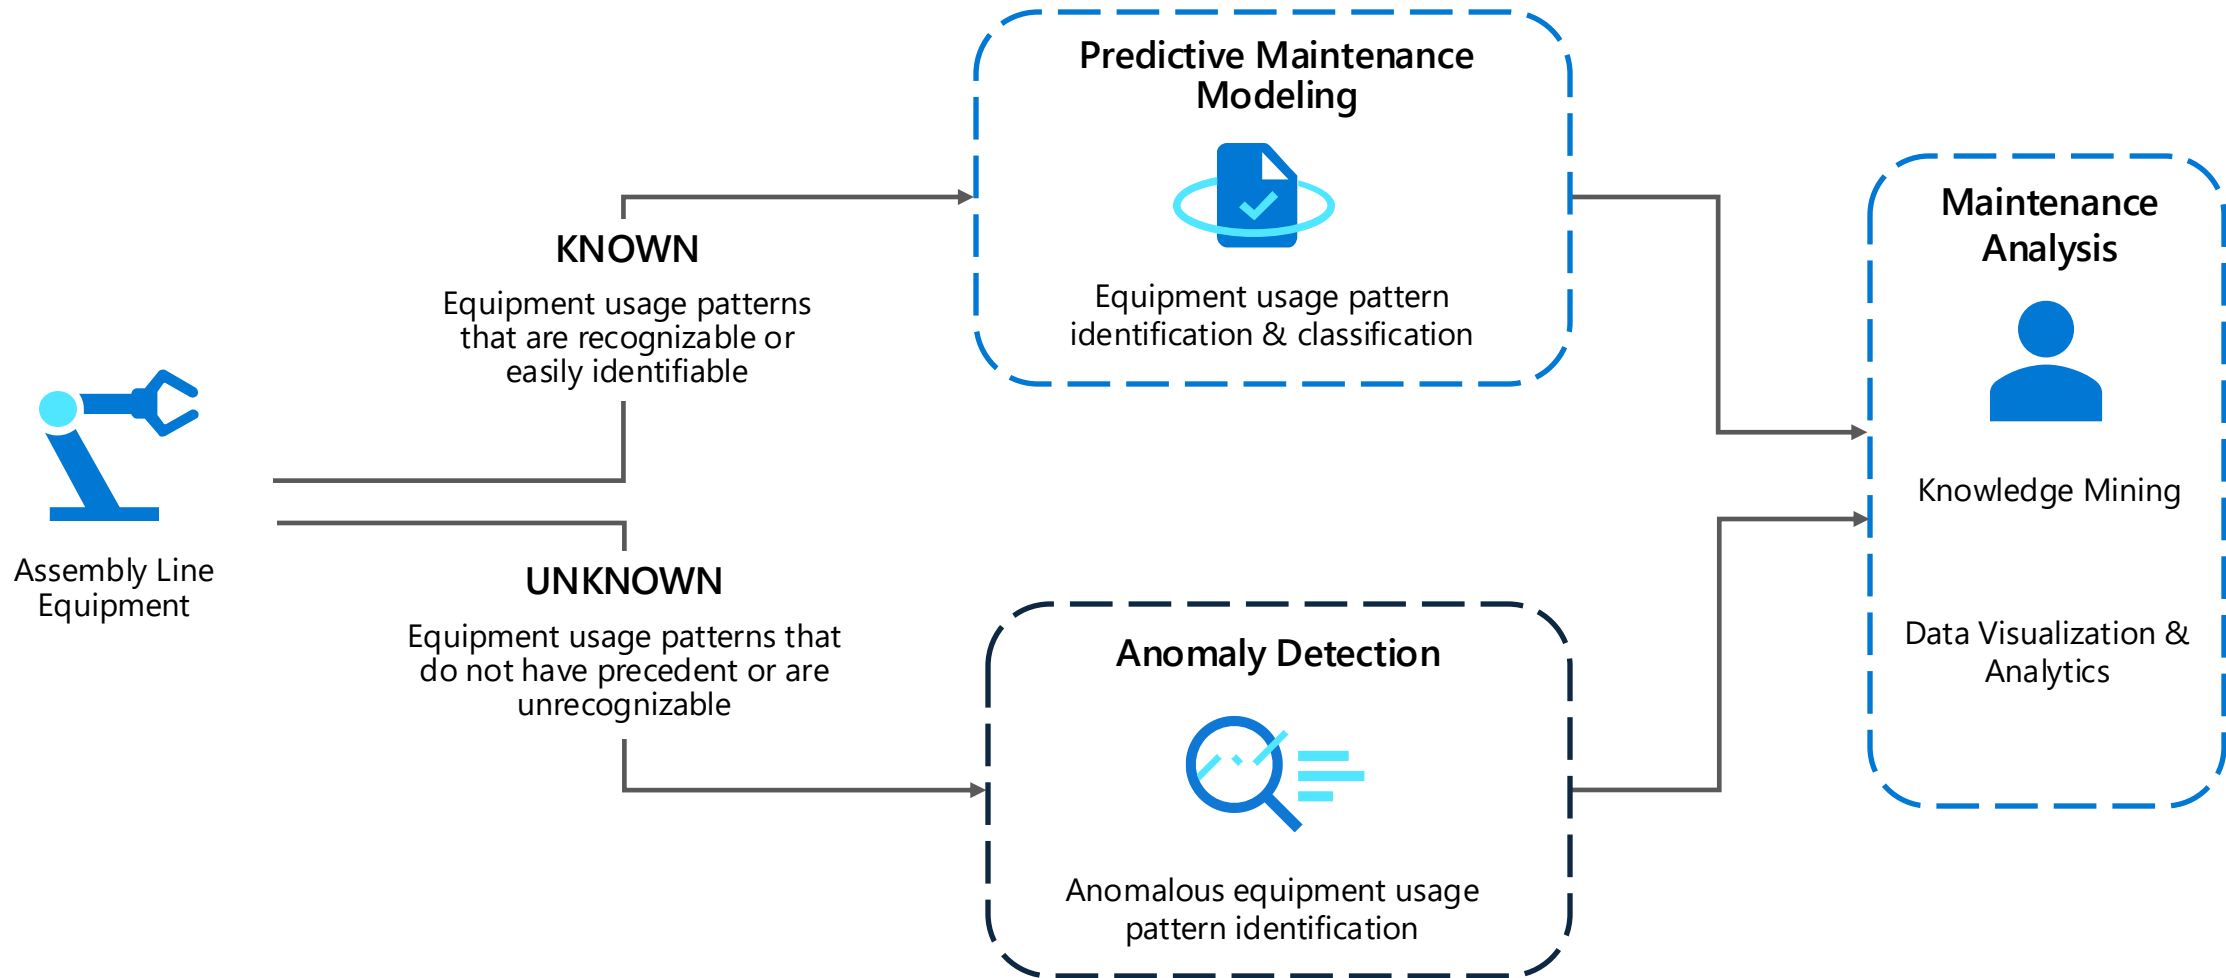 Assembly Line
Equipment
KNOWN
Equipment usage patterns
that are recognizable or
easily identifiable
UNKNOWN
Equipment usage patterns that
do not have precedent or are
unrecognizable
Predictive Maintenance
Modeling
Equipment usage pattern
identification & classification
Anomaly Detection
Anomalous equipment usage
pattern identification
Maintenance
Analysis
Knowledge Mining
Data Visualization &
Analytics